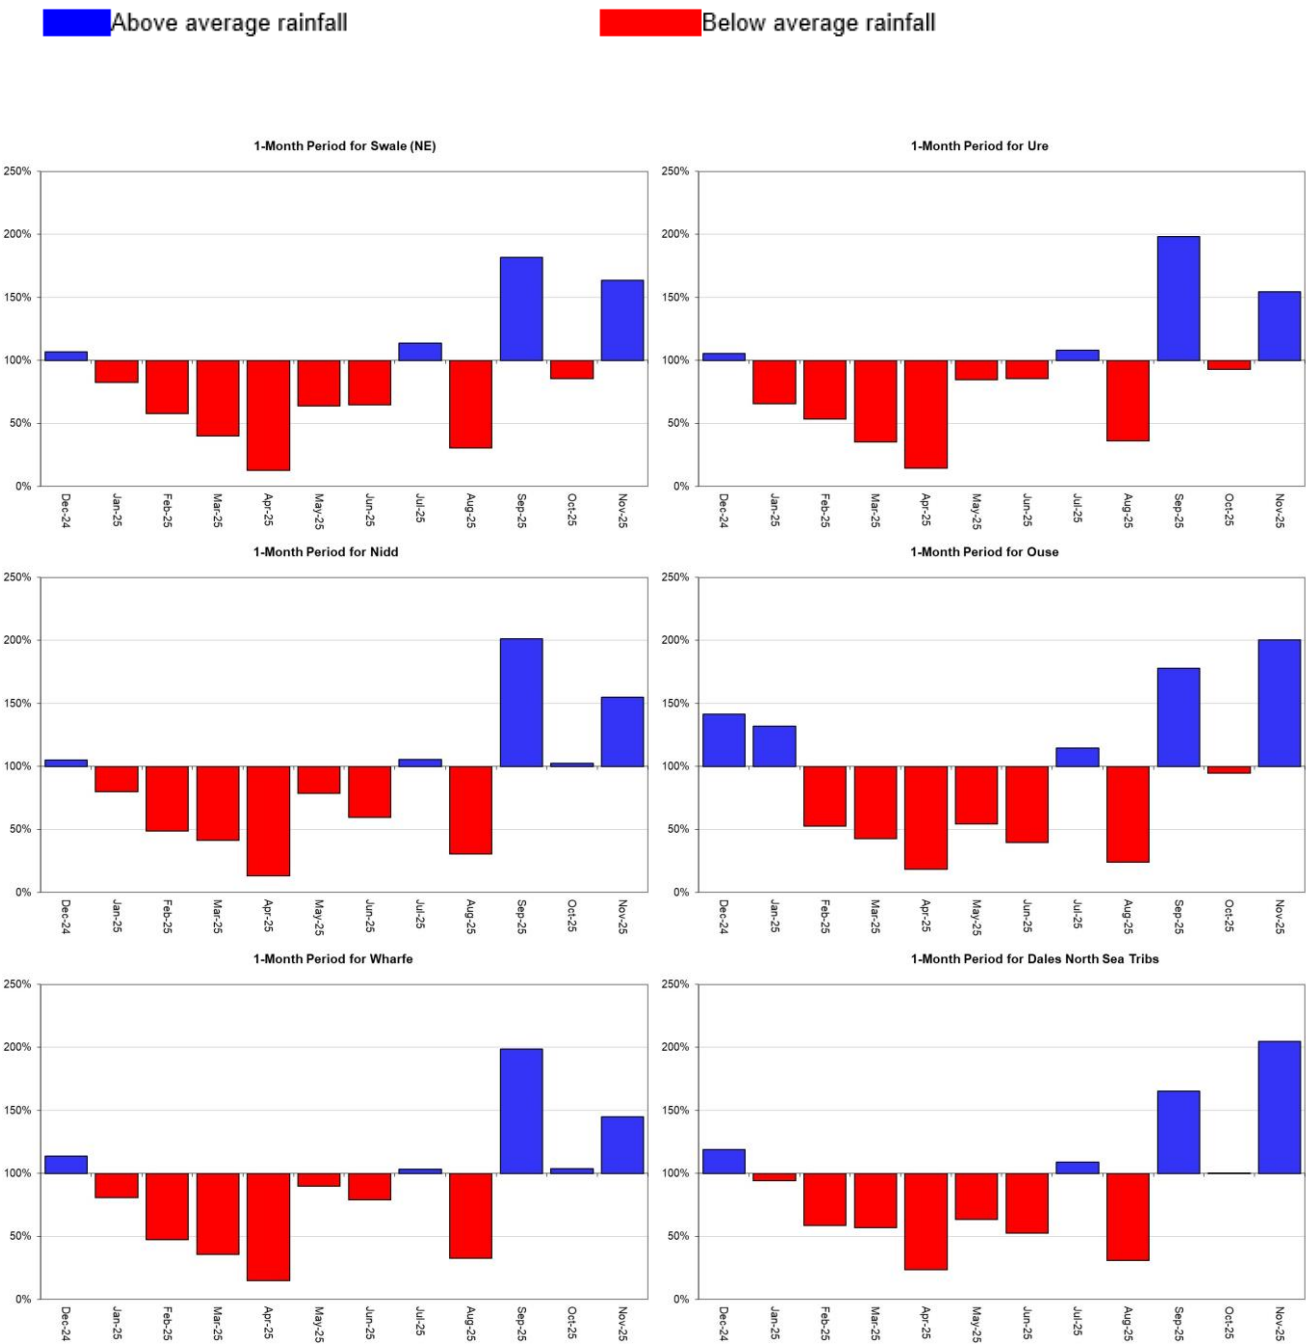 Above average rainfall Below average rainfall
1-Month Period for Swale (NE)
250%
200%
150%
100%
50%
0%
Dec-24 Jan-25 Feb-25 Mar-25 Apr-25 May-25 Jun-25 Jul-25 Aug-25 Sep-25 Oct-25 Nov-25
1-Month Period for Ure
250%
200%
150%
100%
50%
0%
Dec-24 Jan-25 Feb-25 Mar-25 Apr-25 May-25 Jun-25 Jul-25 Aug-25 Sep-25 Oct-25 Nov-25
1-Month Period for Nidd
250%
200%
150%
100%
50%
0%
Dec-24 Jan-25 Feb-25 Mar-25 Apr-25 May-25 Jun-25 Jul-25 Aug-25 Sep-25 Oct-25 Nov-25
1-Month Period for Ouse
250%
200%
150%
100%
50%
0%
Dec-24 Jan-25 Feb-25 Mar-25 Apr-25 May-25 Jun-25 Jul-25 Aug-25 Sep-25 Oct-25 Nov-25
1-Month Period for Wharfe
250%
200%
150%
100%
50%
0%
Dec-24 Jan-25 Feb-25 Mar-25 Apr-25 May-25 Jun-25 Jul-25 Aug-25 Sep-25 Oct-25 Nov-25
1-Month Period for Dales North Sea Tribs
250%
200%
150%
100%
50%
0%
Dec-24 Jan-25 Feb-25 Mar-25 Apr-25 May-25 Jun-25 Jul-25 Aug-25 Sep-25 Oct-25 Nov-25